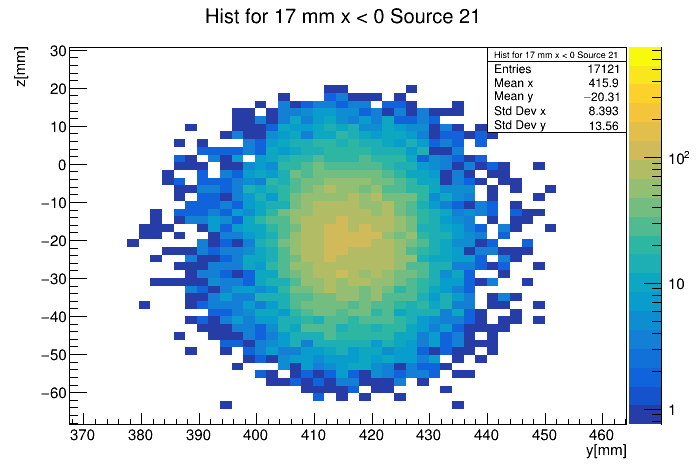 Hist for 17 mm x < 0 Source 21
z[mm]
Hist for 17 mm x < 0 Source 21
Entries 17121
Mean x 415.9
Mean y −20.31
Std Dev x 8.393
Std Dev y 13.56
30
20
10
0
−10
−20
−30
−40
−50
−60
10²
10
1
370 380 390 400 410 420 430 440 450 460
y[mm]